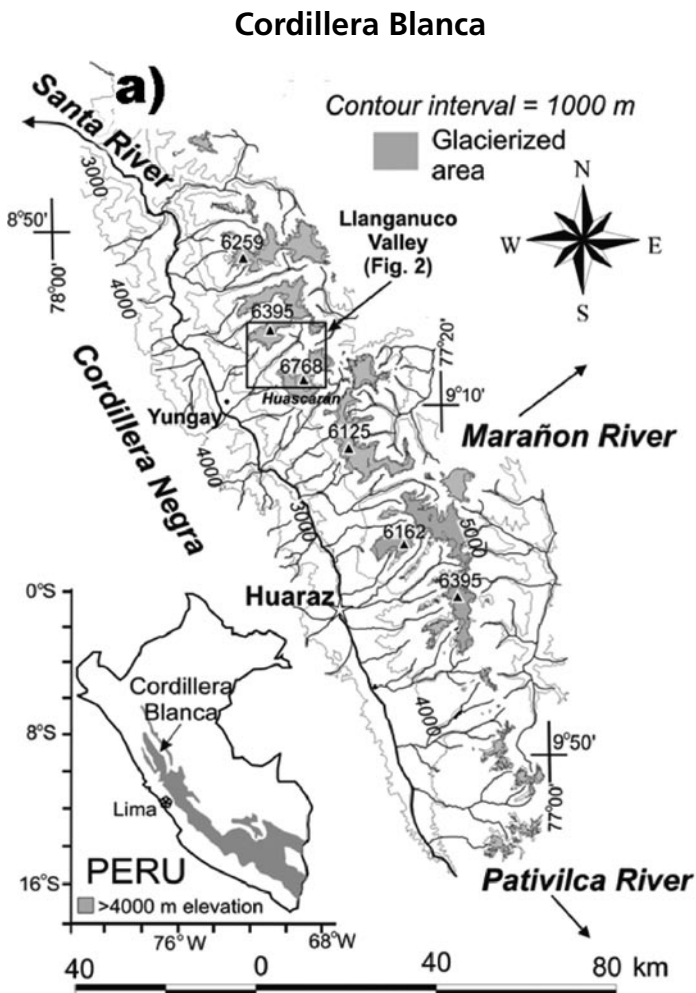 Cordillera Blanca
a)
Santa River
Contour interval = 1000 m
Glacierized
area
3000
8°50'
78°00'
4000
6259
Llanganuco
Valley
(Fig. 2)
N
W
E
S
6395
6768
Huascarán
77°20'
9°10'
Marañon River
Yungay
Cordillera Negra
6125
4000
3000
6162
5000
6395
Huaraz
4000
9°50'
77°00'
Pativilca River
0°S
8°S
16°S
Cordillera
Blanca
Lima
PERU
>4000 m elevation
76°W
68°W
40
0
40
80 km